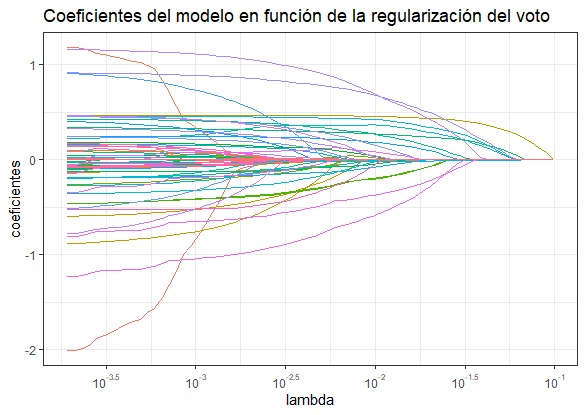 Coeficientes del modelo en función de la regularización del voto
coeficientes
1
0
-1
-2
10^-3.5 10^-3 10^-2.5 10^-2 10^-1.5 10^-1
lambda